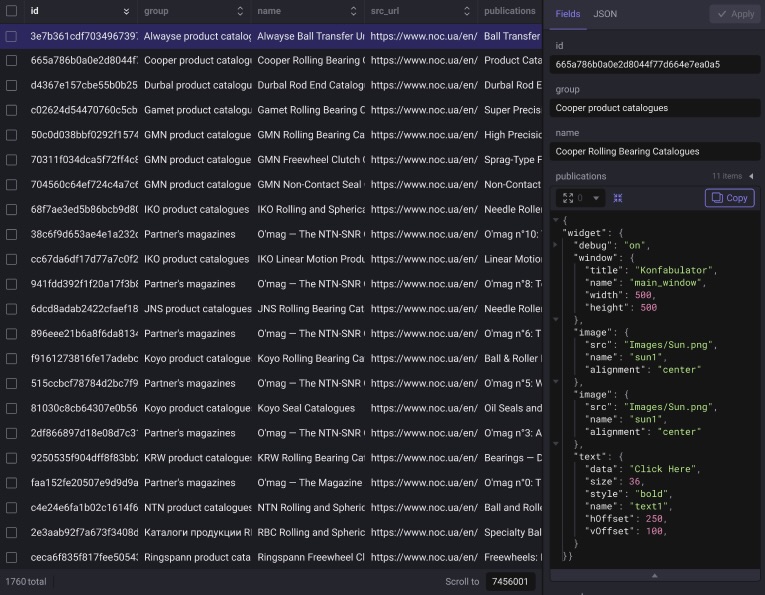 id group name src_url publications
3e7b361cdf7034967397 Alwayse product catalog Alwayse Ball Transfer U https://www.noc.ua/en/ Ball Transfer
665a786b0a0e2d8044f7 Cooper product catalogu Cooper Rolling Bearing C https://www.noc.ua/en/ Product Cata
d4367e157cbe55b0b25 Durbal product catalogu Durbal Rod End Catalogu https://www.noc.ua/en/ Durbal Rod E
c02624d54470760c5cb Gamet product catalogu Gamet Rolling Bearing C https://www.noc.ua/en/ Super Precis
50c0d038bbf0292f1574 GMN product catalogue GMN Rolling Bearing Ca https://www.noc.ua/en/ High Precisio
70311f034dca5f72ff4c8 GMN product catalogue GMN Freewheel Clutch C https://www.noc.ua/en/ Sprag-Type F
704560c64ef724c4a7c6 GMN product catalogue GMN Non-Contact Seal https://www.noc.ua/en/ Non-Contact
68f7ae3ed5b86bcb9d80 IKO product catalogues IKO Rolling and Spherica https://www.noc.ua/en/ Needle Rolle
38c6f9d653ae4e1a232c Partner's magazines O'mag — The NTN-SNR https://www.noc.ua/en/ O'mag n°10:
cc67da6df17d77a7c0f2 IKO product catalogues IKO Linear Motion Produ https://www.noc.ua/en/ Linear Motio
941fdd392f1f20a17f3b8 Partner's magazines O'mag — The NTN-SNR https://www.noc.ua/en/ O'mag n°8: T
6dcd8adab2422cfaef18 JNS product catalogues JNS Rolling Bearing Cat https://www.noc.ua/en/ Needle Rolle
896eee21b6a8f6da8134 Partner's magazines O'mag — The NTN-SNR https://www.noc.ua/en/ O'mag n°6: T
f9161273816fe17adebc Koyo product catalogue Koyo Rolling Bearing Ca https://www.noc.ua/en/ Ball & Roller
515ccbcf78784d2bc7f9 Partner's magazines O'mag — The NTN-SNR https://www.noc.ua/en/ O'mag n°5: W
81030c8cb64307e0b56 Koyo product catalogue Koyo Seal Catalogues https://www.noc.ua/en/ Oil Seals and
2df866897d18e08d7c31 Partner's magazines O'mag — The NTN-SNR https://www.noc.ua/en/ O'mag n°3: A
9250535f904dff8f83bb2 KRW product catalogues KRW Rolling Bearing Cat https://www.noc.ua/en/ Bearings — D
faa152fe20507e9d9d9a Partner's magazines O'mag — The Magazine https://www.noc.ua/en/ O'mag n°0: T
c4e24e6fa1b02c1614f6 NTN product catalogues NTN Rolling and Spheric https://www.noc.ua/en/ Ball and Rolle
2e3aab92f7a673f3408d Каталоги продукции RI RBC Rolling and Spheric https://www.noc.ua/en/ Specialty Bal
ceca6f835f817fee50543 Ringspann product cata Ringspann Freewheel Cl https://www.noc.ua/en/ Freewheels:
1760 total Scroll to 7456001
Fields JSON Apply
id
665a786b0a0e2d8044f77d664e7ea0a5
group
Cooper product catalogues
name
Cooper Rolling Bearing Catalogues
publications 11 items
0 Copy
{
"widget": {
"debug": "on",
"window": {
"title": "Konfabulator",
"name": "main_window",
"width": 500,
"height": 500
},
"image": {
"src": "Images/Sun.png",
"name": "sun1",
"alignment": "center"
},
"image": {
"src": "Images/Sun.png",
"name": "sun1",
"alignment": "center"
},
"text": {
"data": "Click Here",
"size": 36,
"style": "bold",
"name": "text1",
"hOffset": 250,
"vOffset": 100,
}
}}